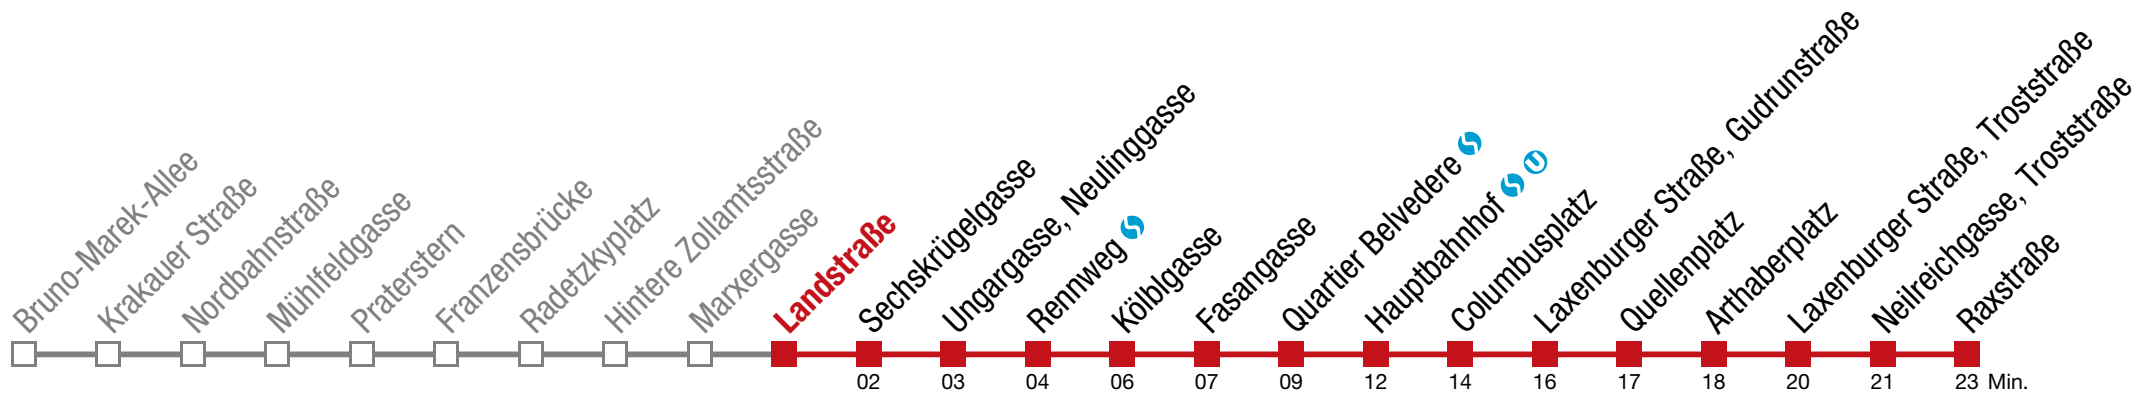 Bruno-Marek-Allee
Krakauer Straße
Nordbahnstraße
Mühlfeldgasse
Praterstern
Franzensbrücke
Radetzkyplatz
Hintere Zollamtsstraße
Marxergasse
Landstraße
Sechskrügelgasse
Ungargasse, Neulinggasse
Rennweg S
Kölblgasse
Fasangasse
Quartier Belvedere S
Hauptbahnhof S U
Columbusplatz
Laxenburger Straße, Gudrunstraße
Quellenplatz
Arthaberplatz
Laxenburger Straße, Troststraße
Neilreichgasse, Troststraße
Raxstraße
02 03 04 06 07 09 12 14 16 17 18 20 21 23 Min.